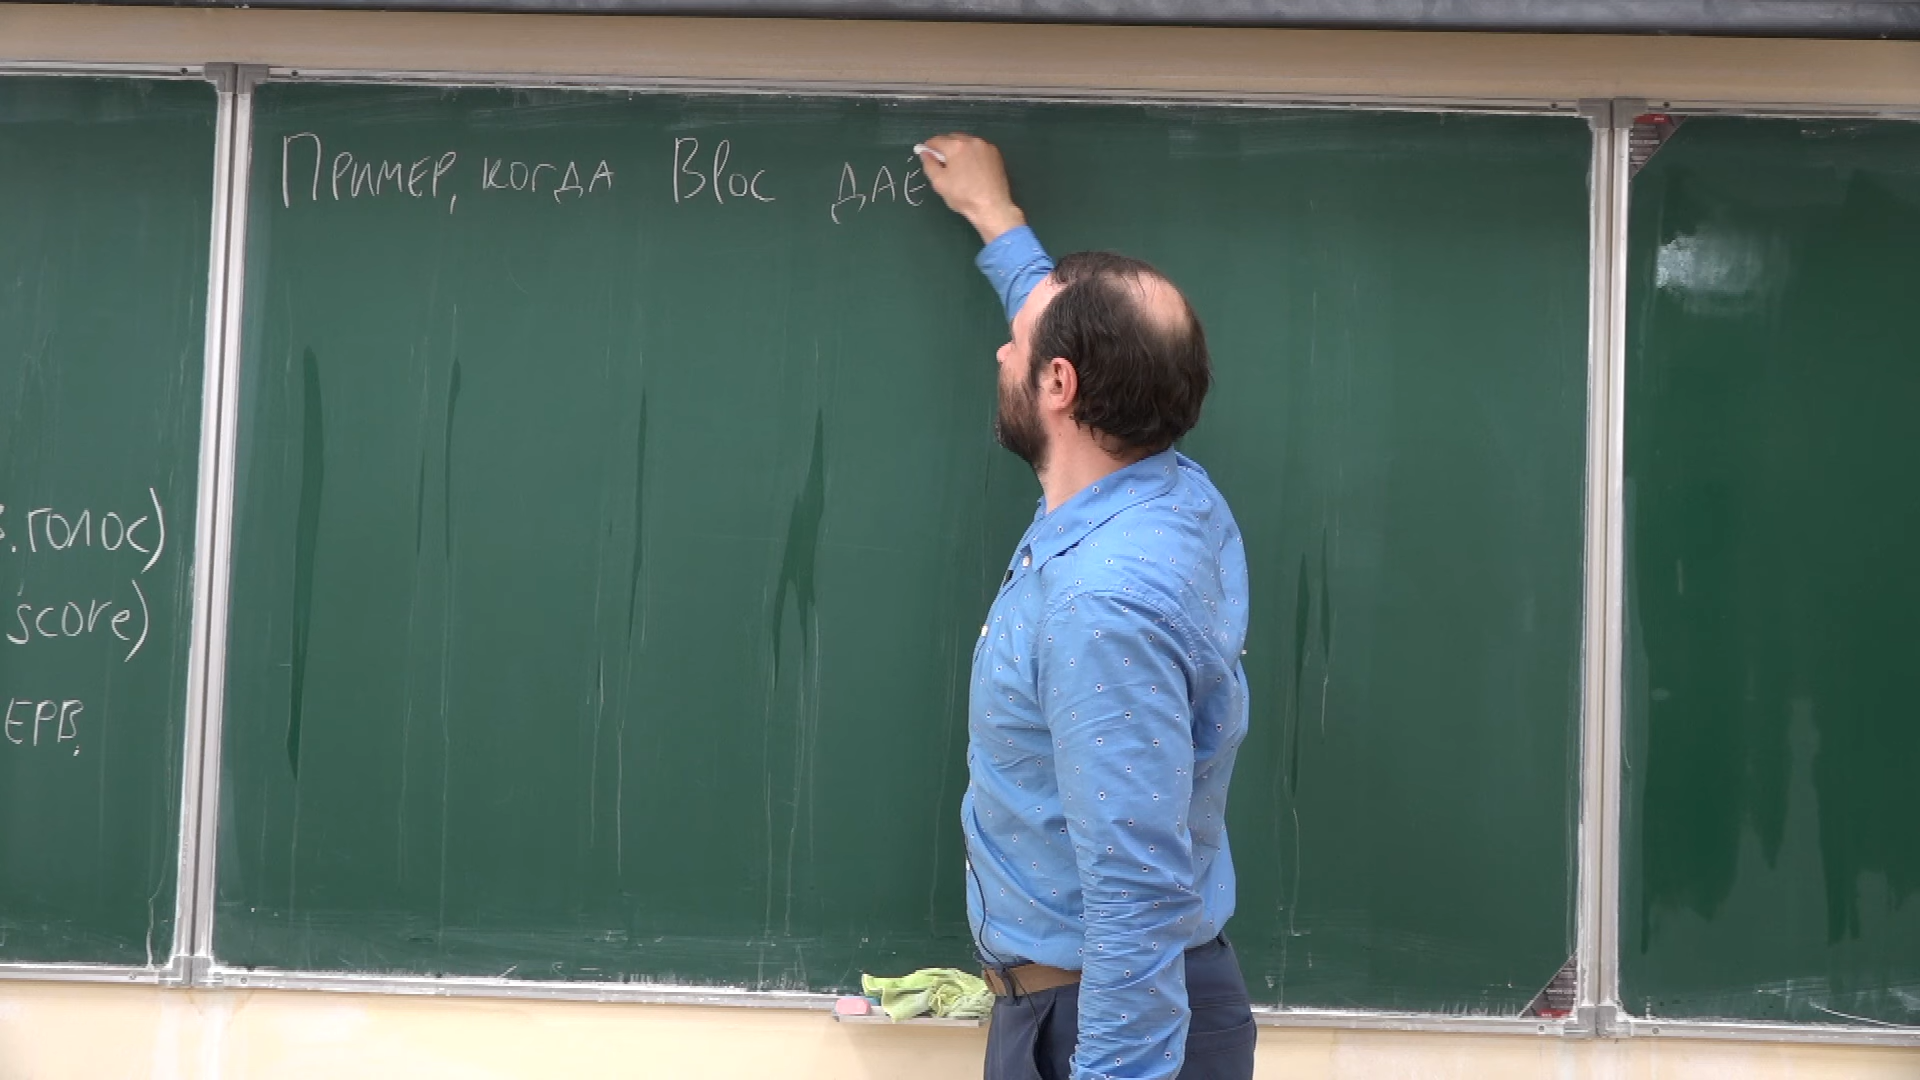 .голос)
score)
ЕРВ,
Пример, когда Bloc даё